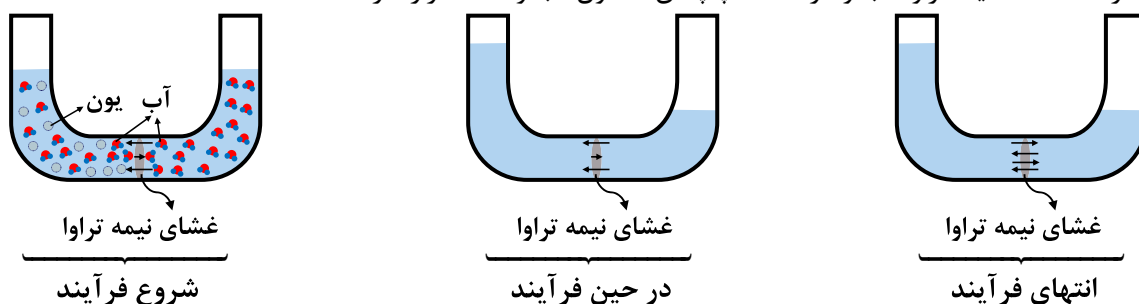 یون
آب
غشای نیمه تراوا
شروع فرآیند
غشای نیمه تراوا
در حین فرآیند
غشای نیمه تراوا
انتهای فرآیند